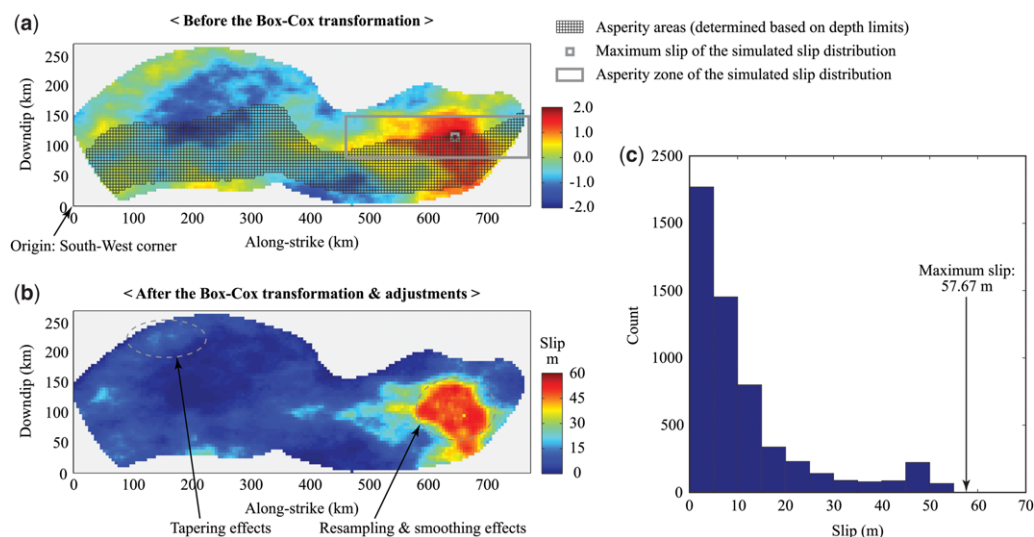 (a)
< Before the Box-Cox transformation >
Asperity areas (determined based on depth limits)
Maximum slip of the simulated slip distribution
Asperity zone of the simulated slip distribution
Downdip (km)
250
200
150
100
50
0
0 100 200 300 400 500 600 700
Along-strike (km)
Origin: South-West corner
2.0
1.0
0.0
-1.0
-2.0
(b)
< After the Box-Cox transformation & adjustments >
Downdip (km)
250
200
150
100
50
0
0 100 200 300 400 500 600 700
Along-strike (km)
Tapering effects
Resampling & smoothing effects
Slip
m
60
45
30
15
0
(c)
2500
1500
1500
1000
500
0
Count
Maximum slip:
57.67 m
0 10 20 30 40 50 60 70
Slip (m)